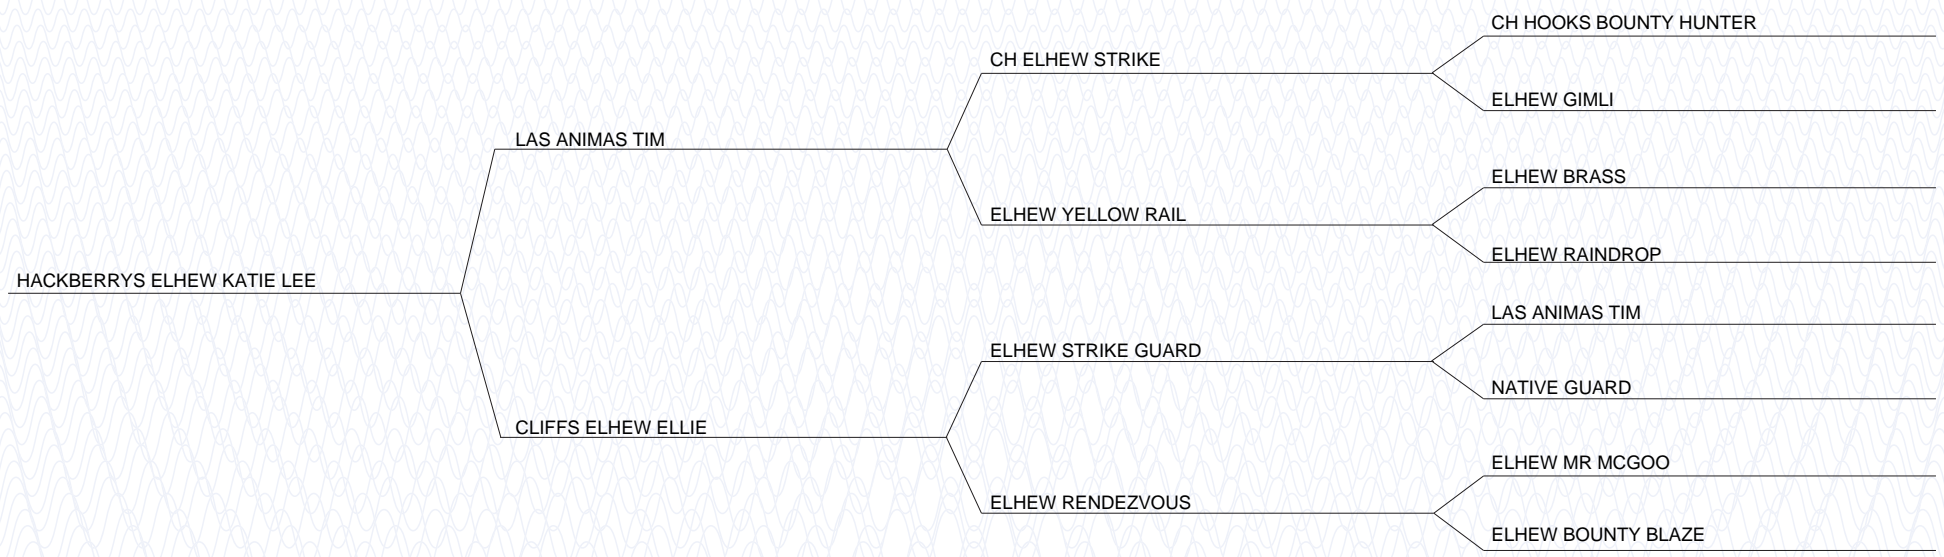 CH HOOKS BOUNTY HUNTER
CH ELHEW STRIKE
ELHEW GIMLI
LAS ANIMAS TIM
ELHEW BRASS
ELHEW YELLOW RAIL
ELHEW RAINDROP
HACKBERRYS ELHEW KATIE LEE
LAS ANIMAS TIM
ELHEW STRIKE GUARD
NATIVE GUARD
CLIFFS ELHEW ELLIE
ELHEW MR MCGOO
ELHEW RENDEZVOUS
ELHEW BOUNTY BLAZE